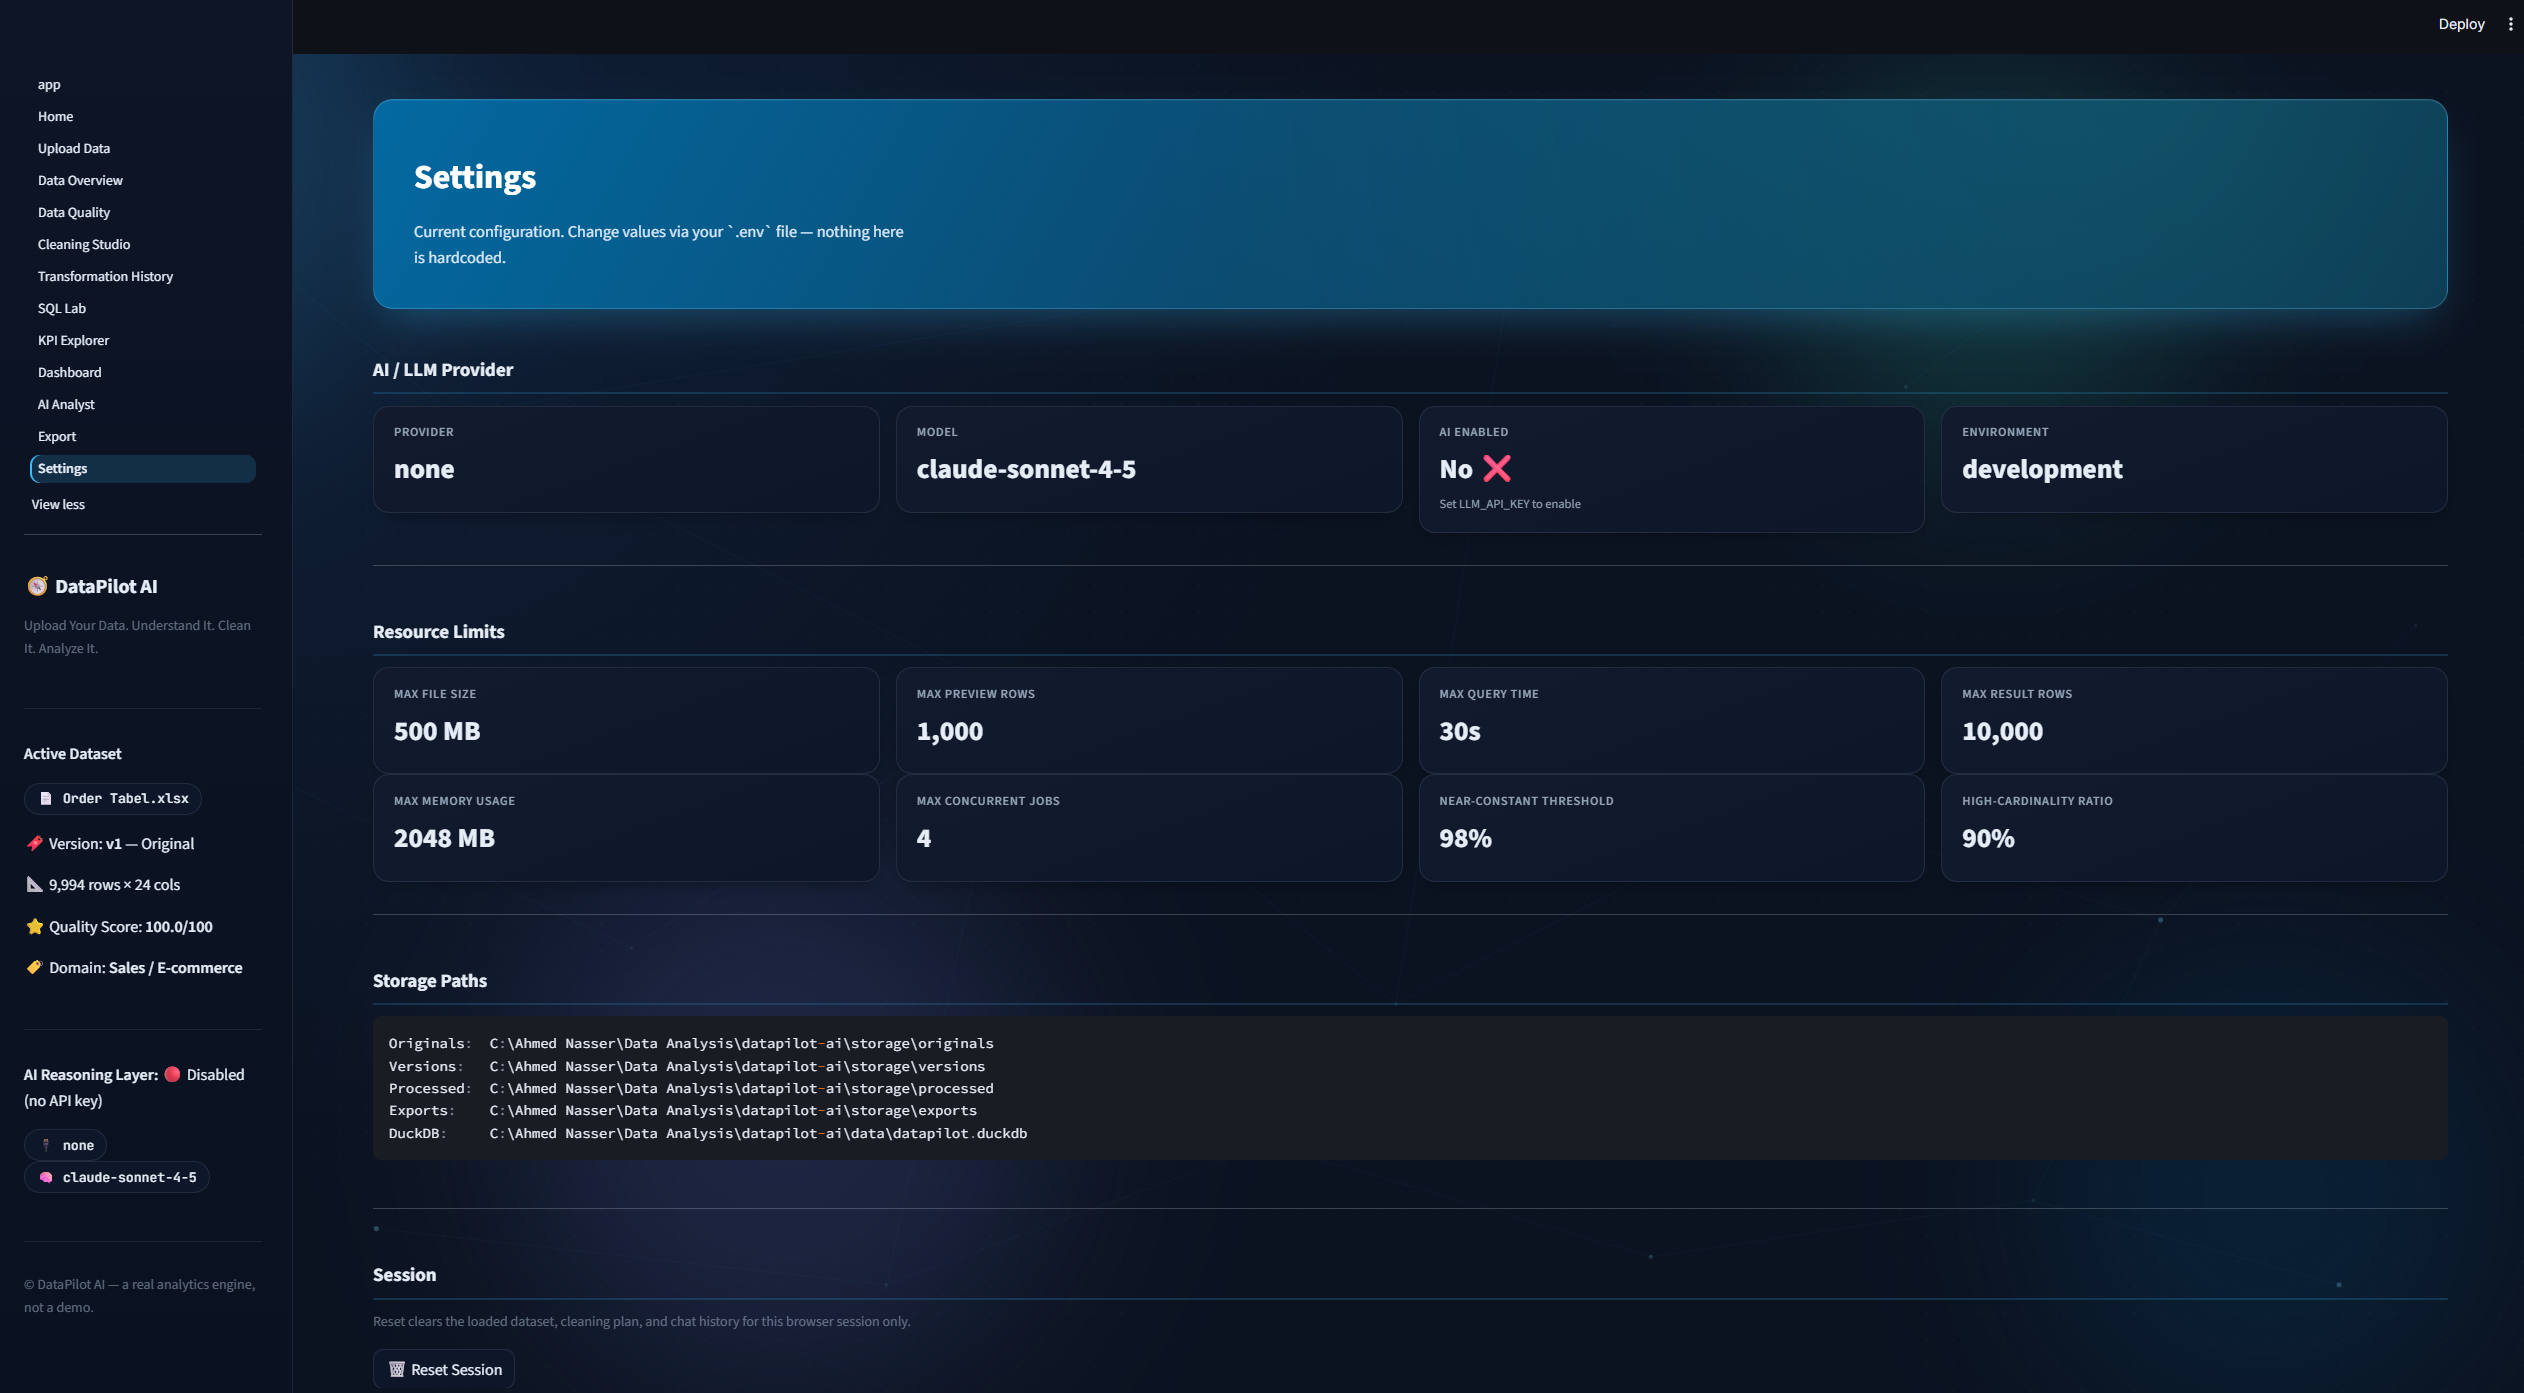 Deploy
app
Home
Upload Data
Data Overview
Data Quality
Cleaning Studio
Transformation History
SQL Lab
KPI Explorer
Dashboard
AI Analyst
Export
Settings
View less
DataPilot AI
Upload Your Data. Understand It. Clean
It. Analyze It.
Active Dataset
Order Tabel.xlsx
Version: v1 — Original
9,994 rows × 24 cols
Quality Score: 100.0/100
Domain: Sales / E-commerce
AI Reasoning Layer: Disabled
(no API key)
none
claude-sonnet-4-5
© DataPilot AI — a real analytics engine,
not a demo.
Settings
Current configuration. Change values via your `.env` file — nothing here
is hardcoded.
AI / LLM Provider
PROVIDER
none
MODEL
claude-sonnet-4-5
AI ENABLED
No ❌
Set LLM_API_KEY to enable
ENVIRONMENT
development
Resource Limits
MAX FILE SIZE
500 MB
MAX PREVIEW ROWS
1,000
MAX QUERY TIME
30s
MAX RESULT ROWS
10,000
MAX MEMORY USAGE
2048 MB
MAX CONCURRENT JOBS
4
NEAR-CONSTANT THRESHOLD
98%
HIGH-CARDINALITY RATIO
90%
Storage Paths
Originals: C:\Ahmed Nasser\Data Analysis\datapilot-ai\storage\originals
Versions: C:\Ahmed Nasser\Data Analysis\datapilot-ai\storage\versions
Processed: C:\Ahmed Nasser\Data Analysis\datapilot-ai\storage\processed
Exports: C:\Ahmed Nasser\Data Analysis\datapilot-ai\storage\exports
DuckDB: C:\Ahmed Nasser\Data Analysis\datapilot-ai\data\datapilot.duckdb
Session
Reset clears the loaded dataset, cleaning plan, and chat history for this browser session only.
Reset Session